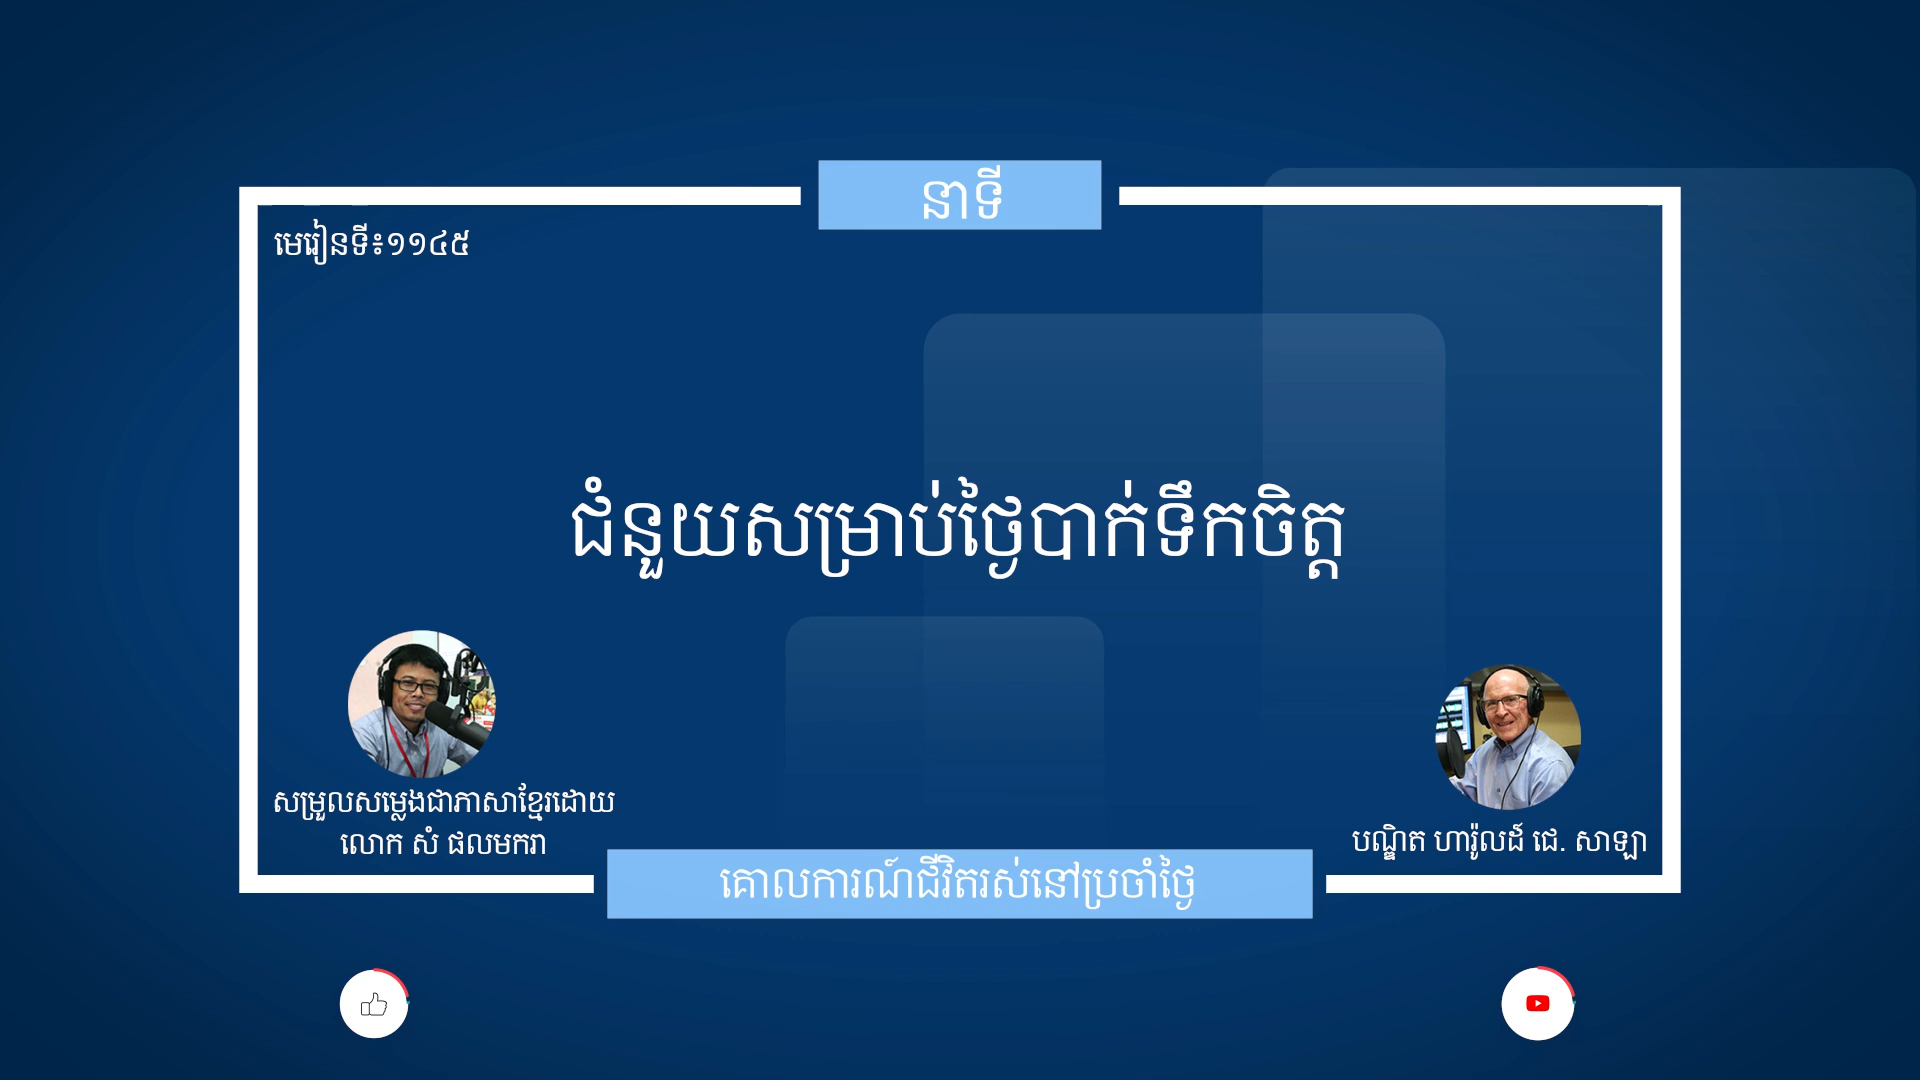 នាទី
មេរៀនទី៖១១៤៥
ជំនួយសម្រាប់ថ្ងៃបាក់ទឹកចិត្ត
សម្រួលសម្លេងជាភាសាខ្មែរដោយ
លោក សំ ផលមករា
បណ្ឌិត ហារ៉ូលដ៍ ជេ. សាឡា
គោលការណ៍ជីវិតរស់នៅប្រចាំថ្ងៃ